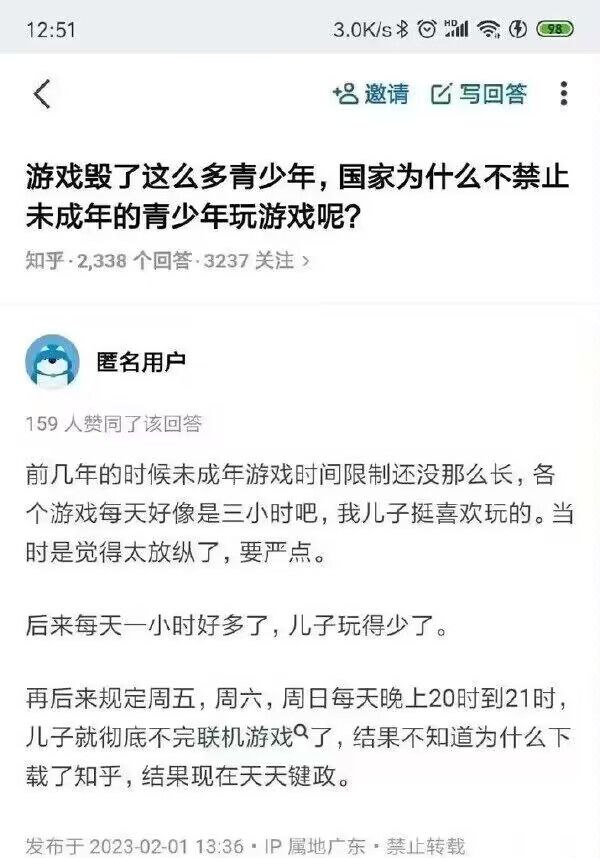 12:51 3.0K/s HD 98
邀请 写回答
游戏毁了这么多青少年，国家为什么不禁止
未成年的青少年玩游戏呢？
知乎 · 2,338 个回答 · 3237 关注 >
匿名用户
159 人赞同了该回答
前几年的时候未成年游戏时间限制还没那么长，各
个游戏每天好像是三小时吧，我儿子挺喜欢玩的。当
时是觉得太放纵了，要严点。
后来每天一小时好多了，儿子玩得少了。
再后来规定周五，周六，周日每天晚上20时到21时，
儿子就彻底不完联机游戏了，结果不知道为什么下
载了知乎，结果现在天天键政。
发布于 2023-02-01 13:36 · IP 属地广东 · 禁止转载